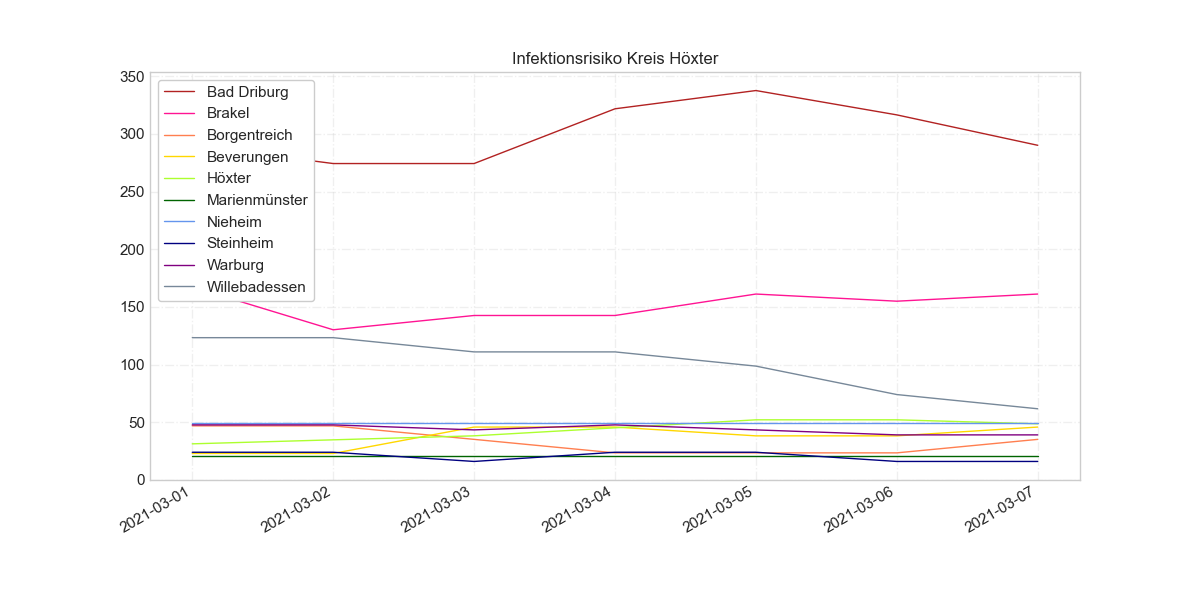 Infektionsrisiko Kreis Höxter
350
300
250
200
150
100
50
0
Bad Driburg
Brakel
Borgentreich
Beverungen
Höxter
Marienmünster
Nieheim
Steinheim
Warburg
Willebadessen
2021-03-01
2021-03-02
2021-03-03
2021-03-04
2021-03-05
2021-03-06
2021-03-07